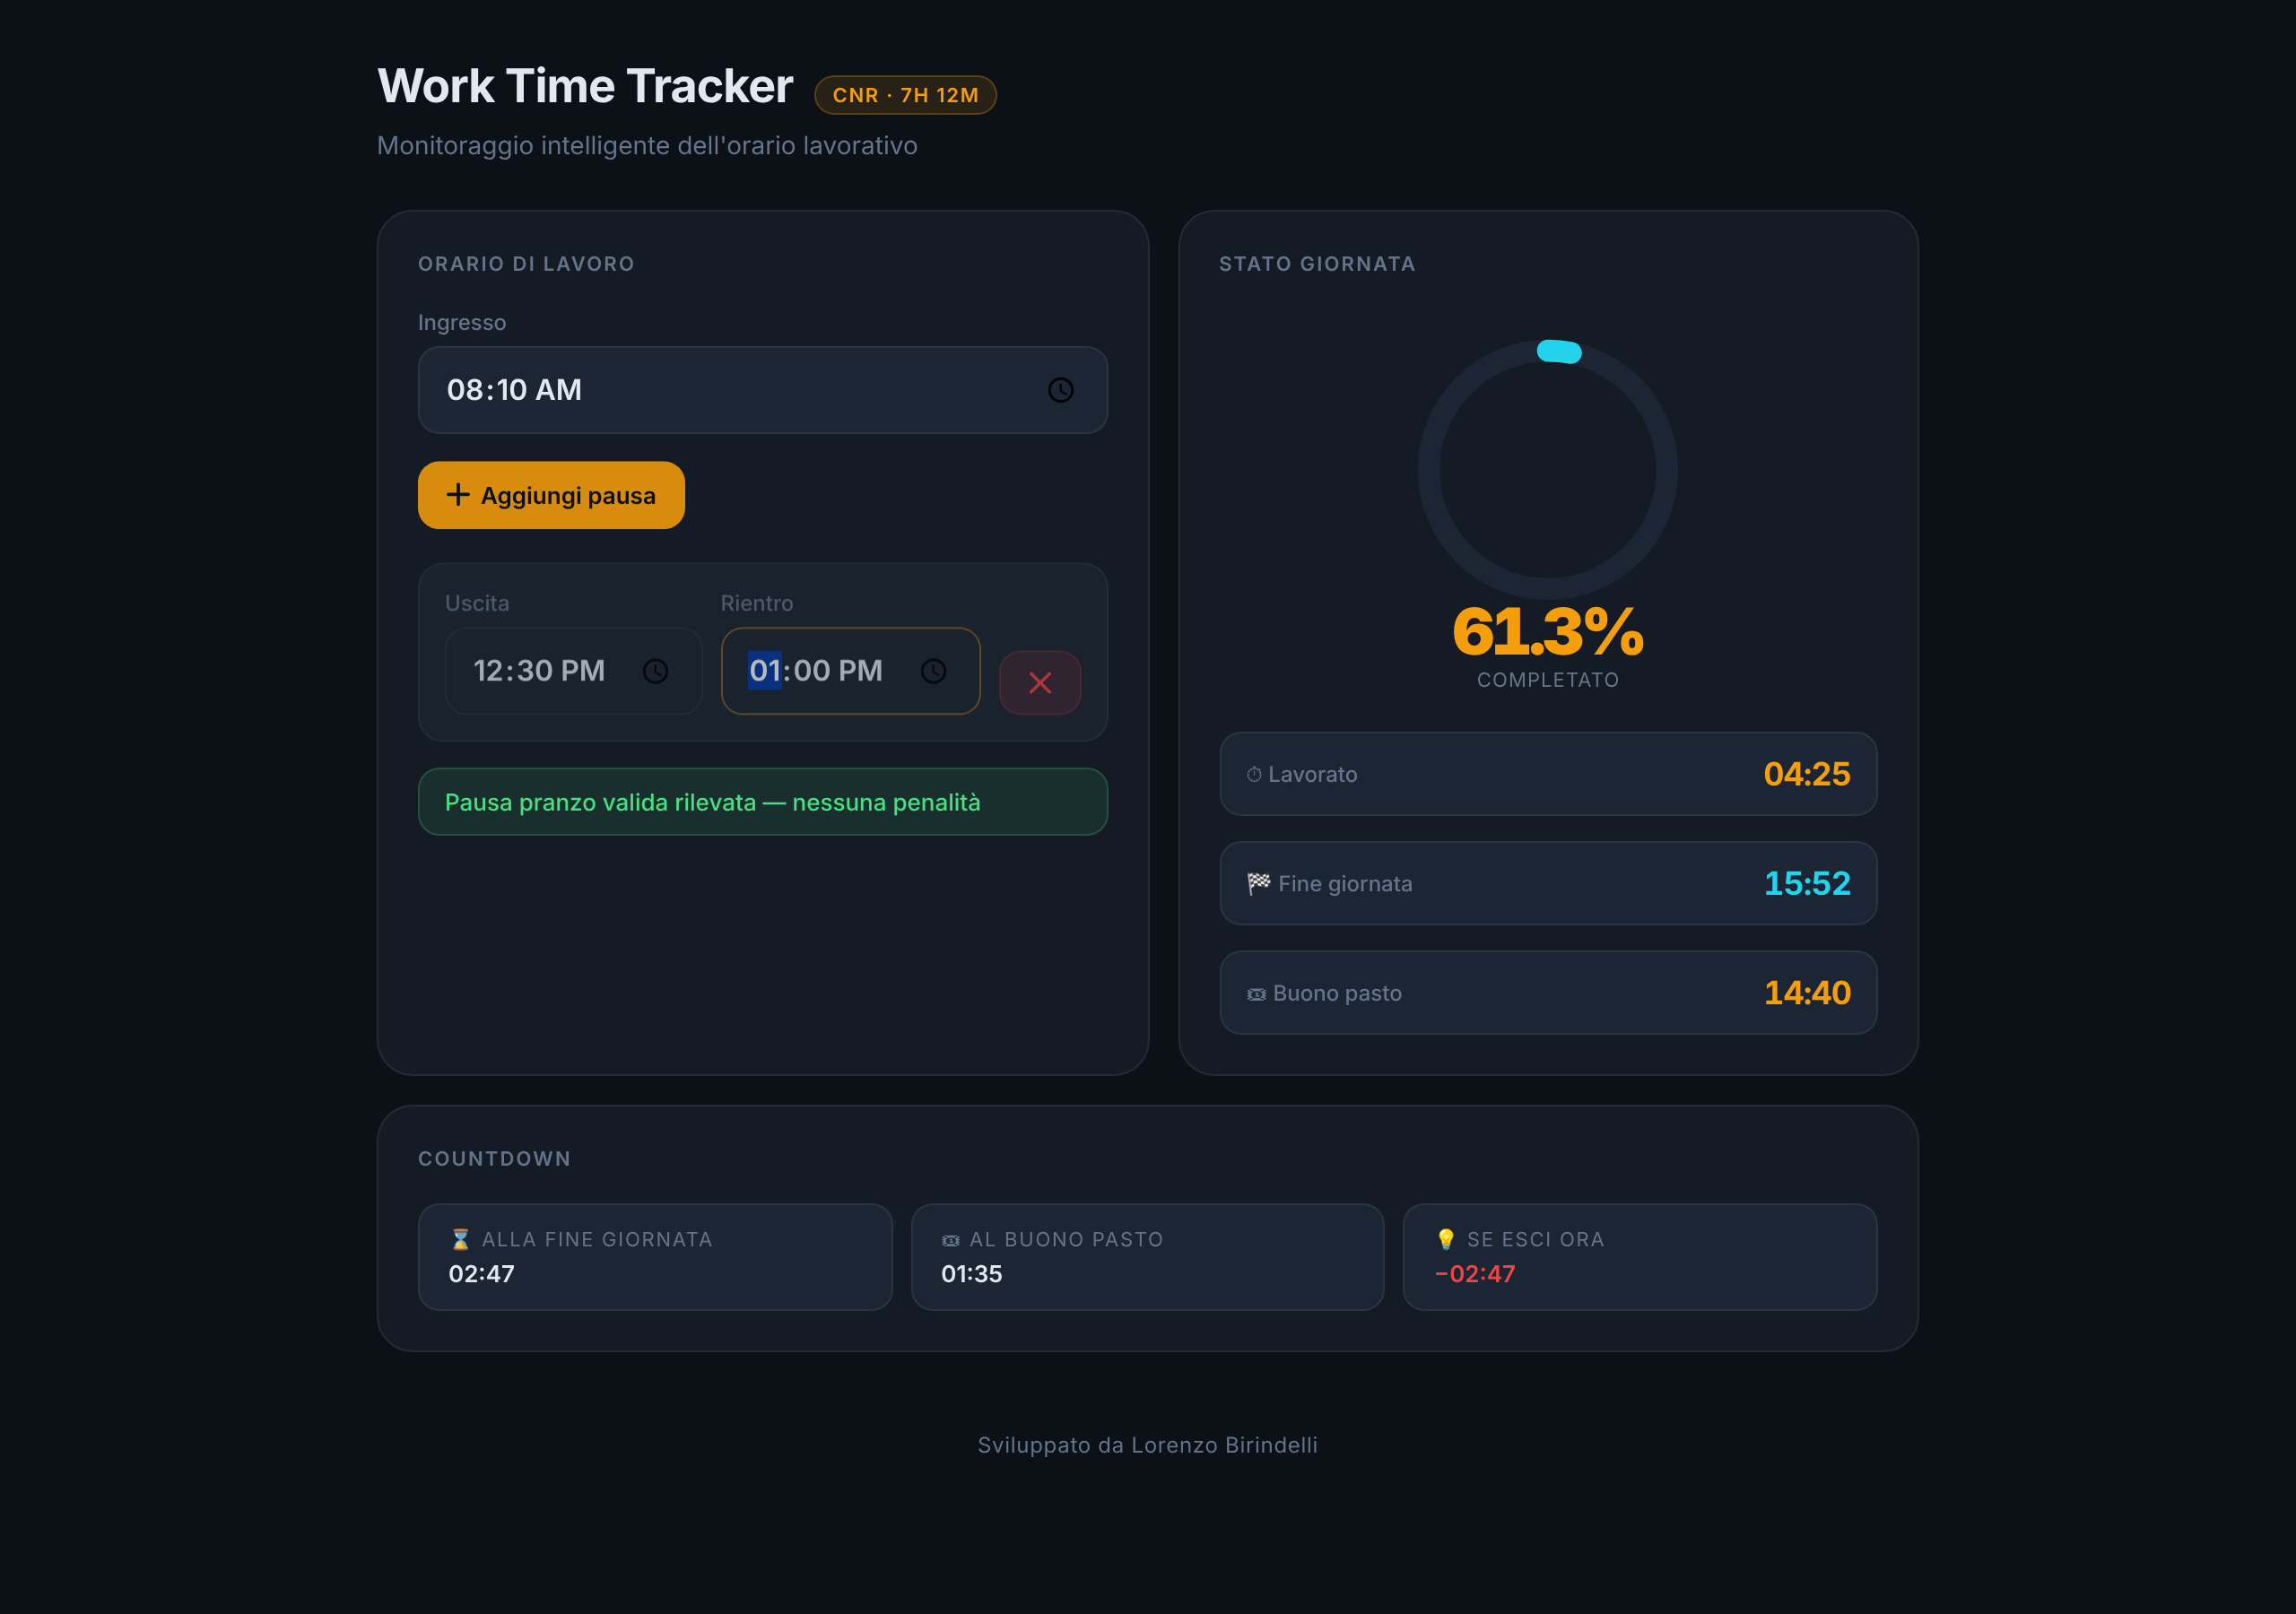 Work Time Tracker CNR · 7H 12M
Monitoraggio intelligente dell'orario lavorativo
ORARIO DI LAVORO
Ingresso
08:10 AM
+ Aggiungi pausa
Uscita
Rientro
12:30 PM
01:00 PM
Pausa pranzo valida rilevata — nessuna penalità
STATO GIORNATA
61.3%
COMPLETATO
⏱ Lavorato 04:25
🏁 Fine giornata 15:52
🎟 Buono pasto 14:40
COUNTDOWN
⌛ ALLA FINE GIORNATA
02:47
🎟 AL BUONO PASTO
01:35
💡 SE ESCI ORA
−02:47
Sviluppato da Lorenzo Birindelli